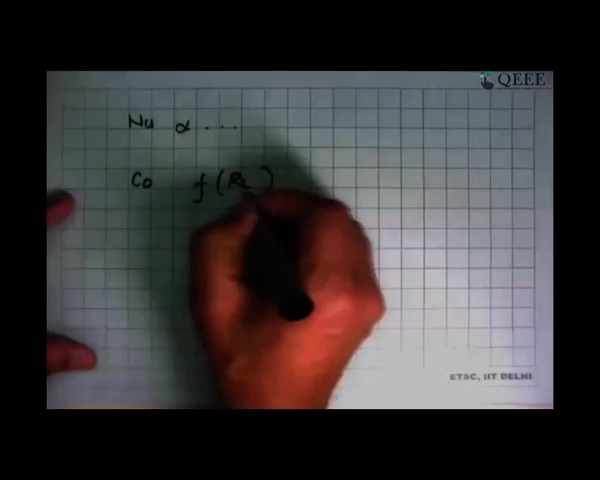 QEEE
Nu α ...
Co f(Re)
ETSC, IIT DELHI